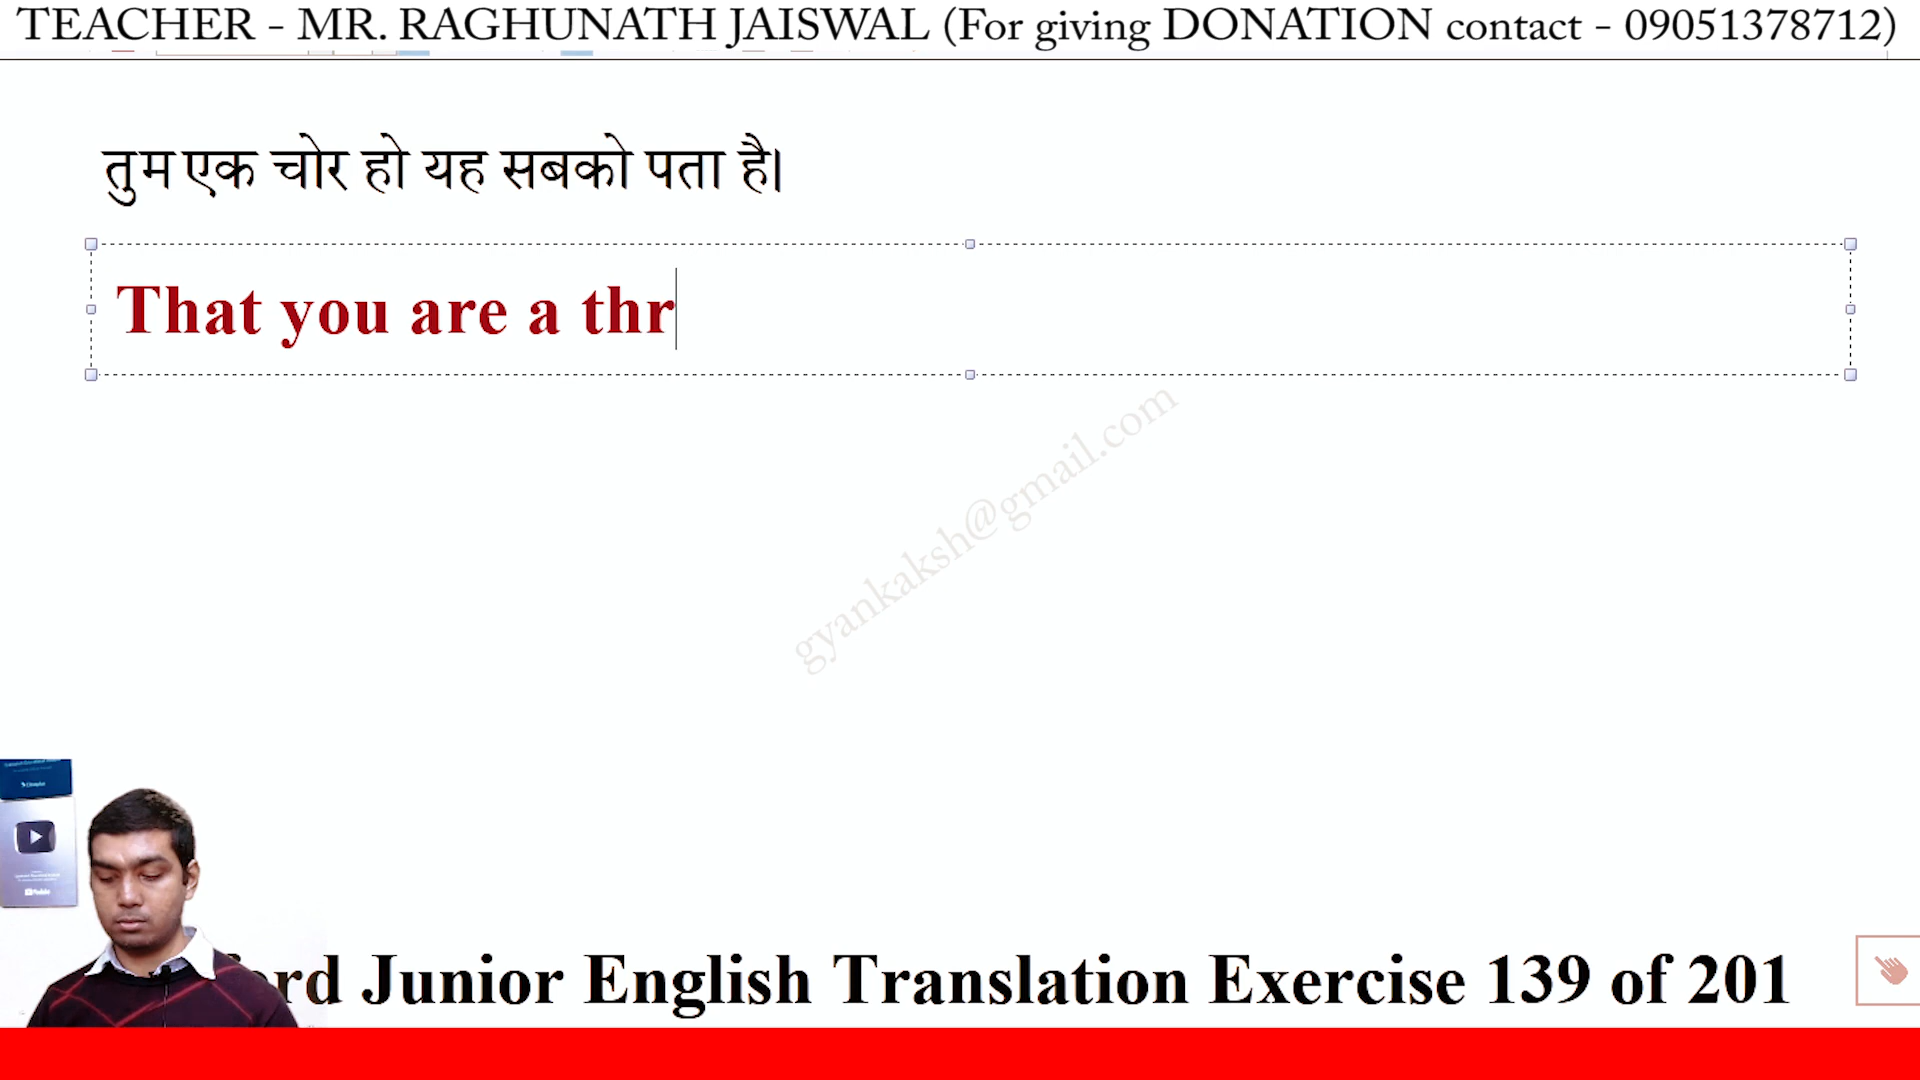 TEACHER - MR. RAGHUNATH JAISWAL (For giving DONATION contact - 09051378712)
तुम एक चोर हो यह सबको पता है।
That you are a thr
gyankaksh@gmail.com
Junior English Translation Exercise 139 of 201